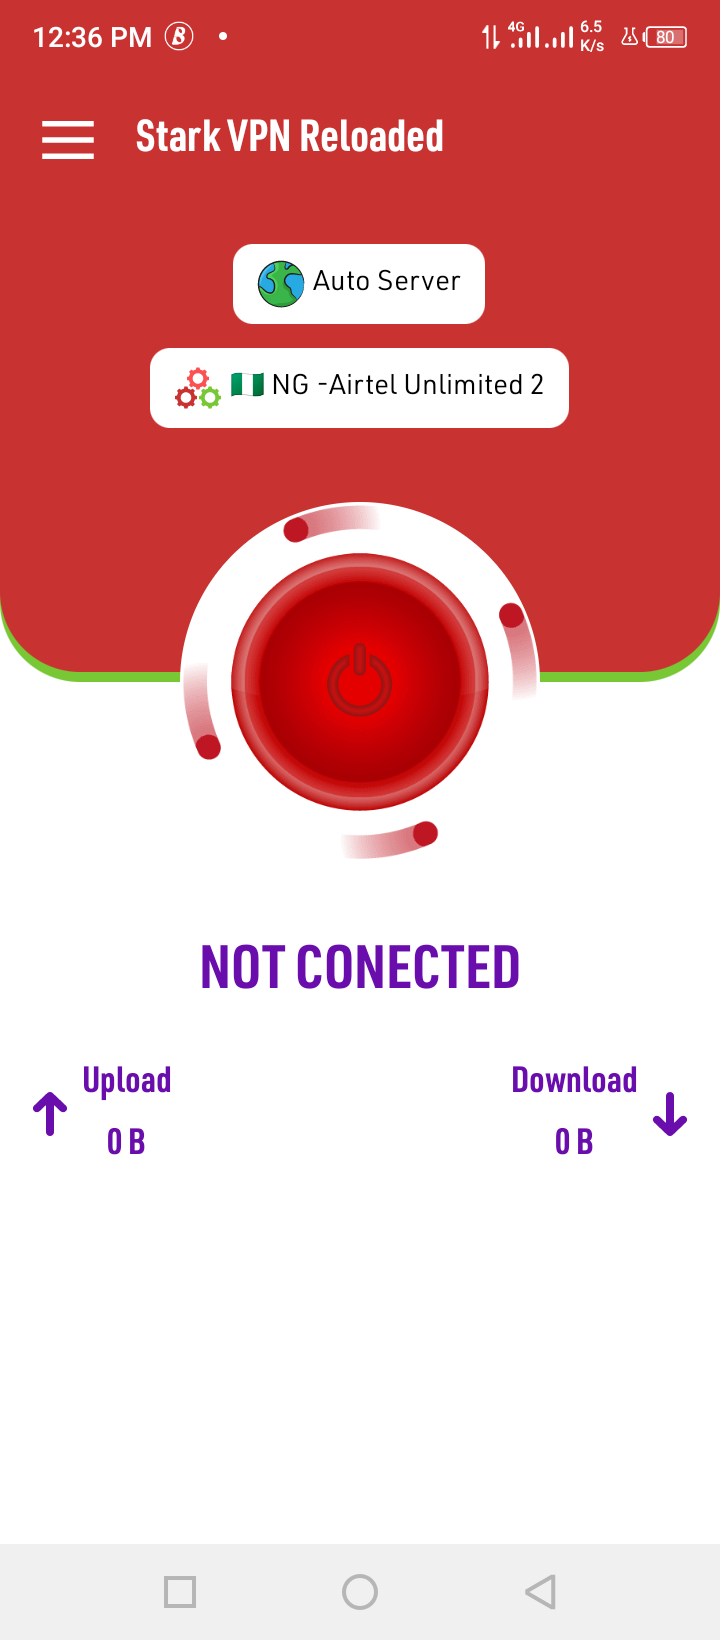 12:36 PM B 4G 6.5 K/s 80
Stark VPN Reloaded
Auto Server
NG -Airtel Unlimited 2
NOT CONECTED
Upload Download
0 B 0 B